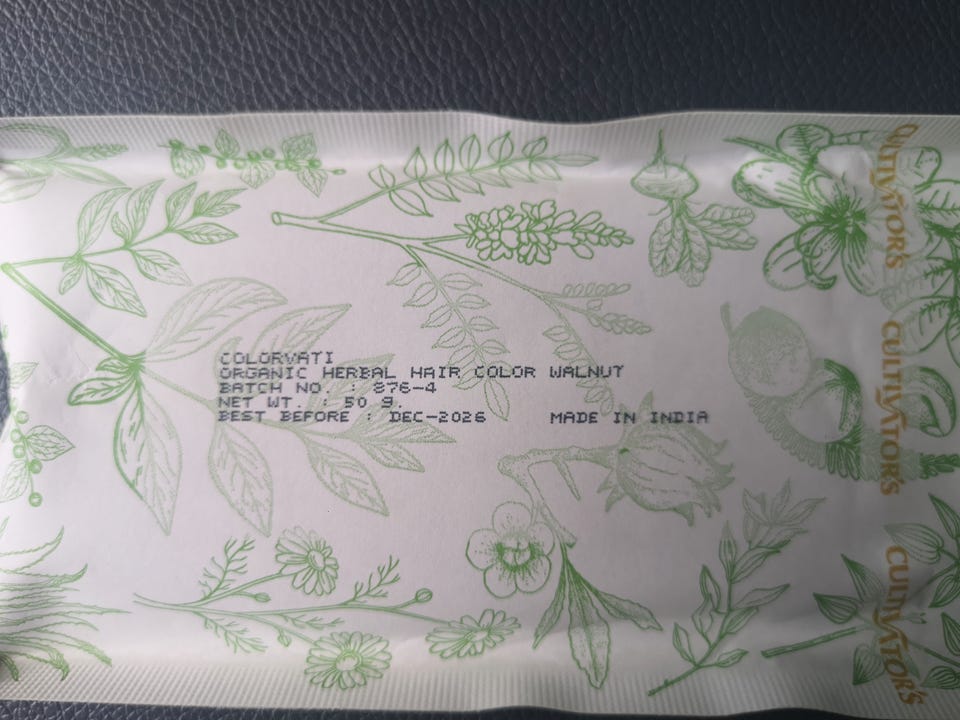 COLORVATI
ORGANIC HERBAL HAIR COLOR WALNUT
BATCH NO. : 876-4
NET WT. : 50 g.
BEST BEFORE : DEC-2026 MADE IN INDIA
CULTIVATOR'S
CULTIVATOR'S
CULTIVATOR'S